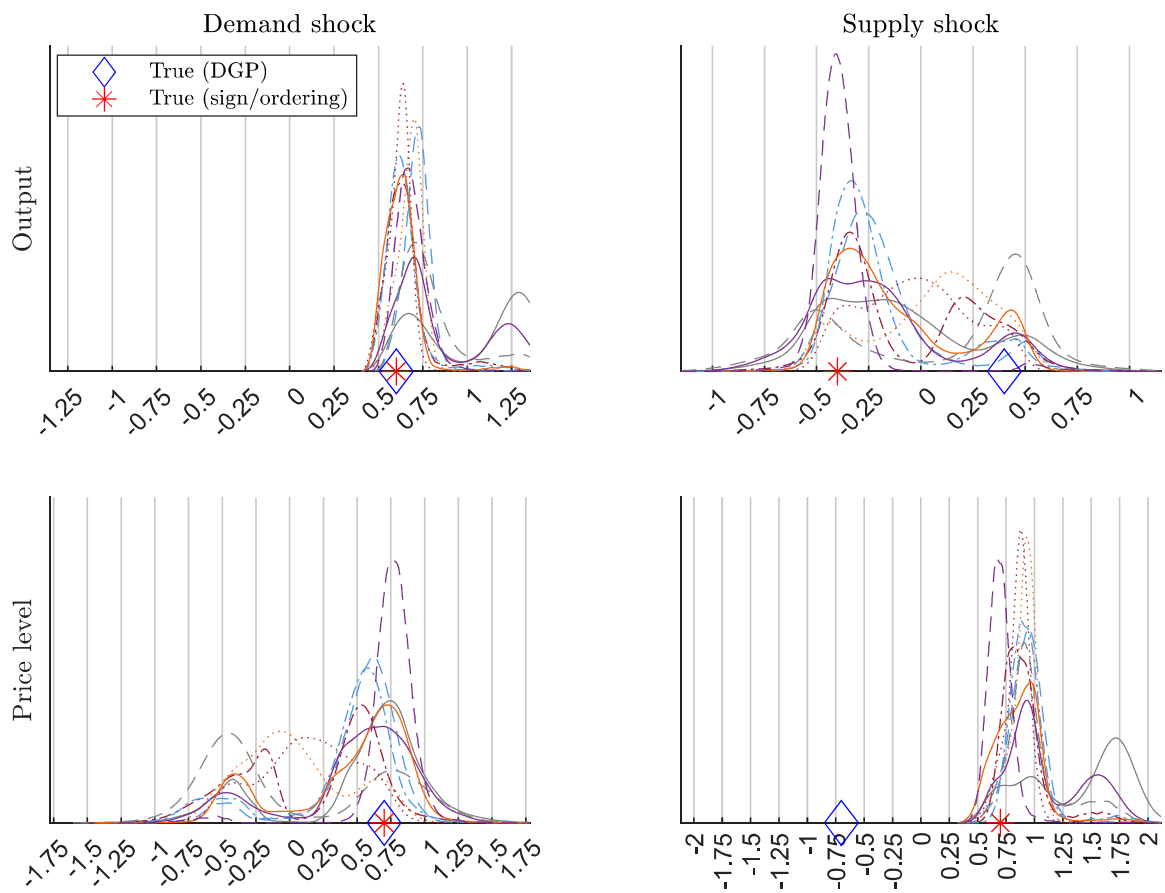 Demand shock
Supply shock
True (DGP)
True (sign/ordering)
Output
-1.25 -1 -0.75 -0.5 -0.25 0 0.25 0.5 0.75 1 1.25
-1 -0.75 -0.5 -0.25 0 0.25 0.5 0.75 1
Price level
-1.75 -1.5 -1.25 -1 -0.75 -0.5 -0.25 0 0.25 0.5 0.75 1 1.25 1.5 1.75
-2 -1.75 -1.5 -1.25 -1 -0.75 -0.5 -0.25 0 0.25 0.5 0.75 1 1.25 1.5 1.75 2